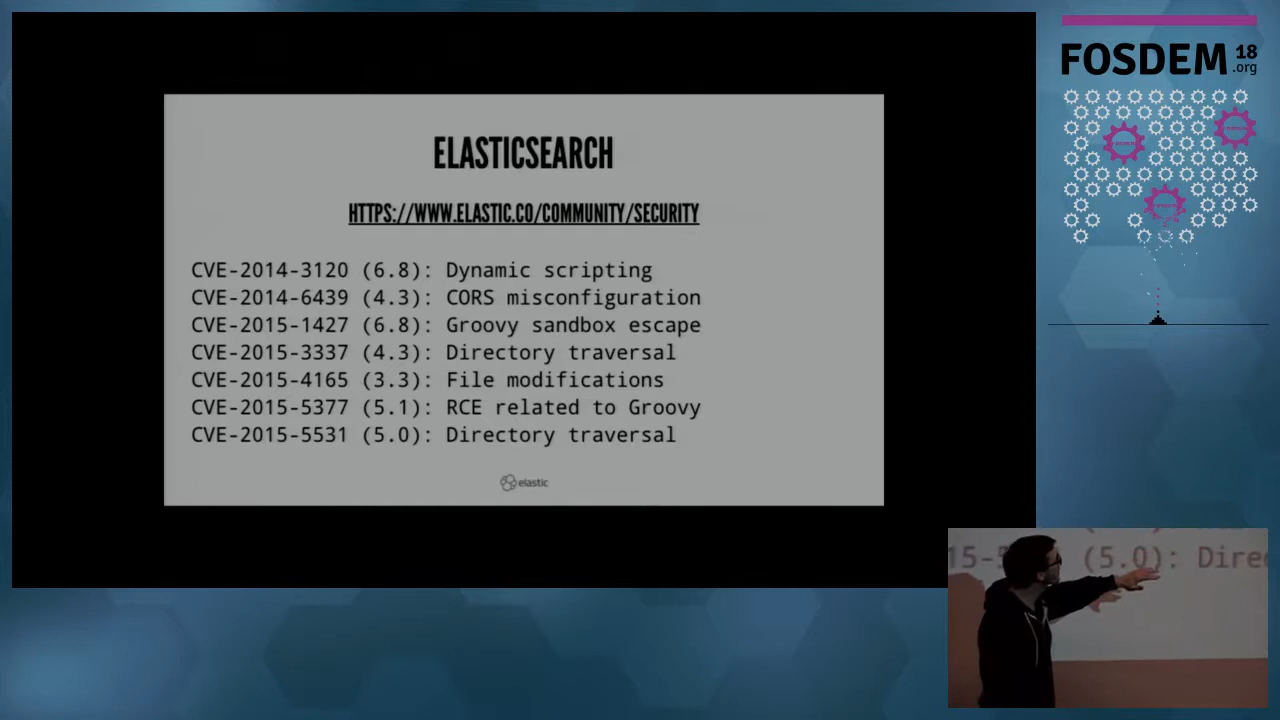 ELASTICSEARCH
HTTPS://WWW.ELASTIC.CO/COMMUNITY/SECURITY
CVE-2014-3120 (6.8): Dynamic scripting
CVE-2014-6439 (4.3): CORS misconfiguration
CVE-2015-1427 (6.8): Groovy sandbox escape
CVE-2015-3337 (4.3): Directory traversal
CVE-2015-4165 (3.3): File modifications
CVE-2015-5377 (5.1): RCE related to Groovy
CVE-2015-5531 (5.0): Directory traversal
elastic
FOSDEM 18
.org
15-5 (5.0): Direc